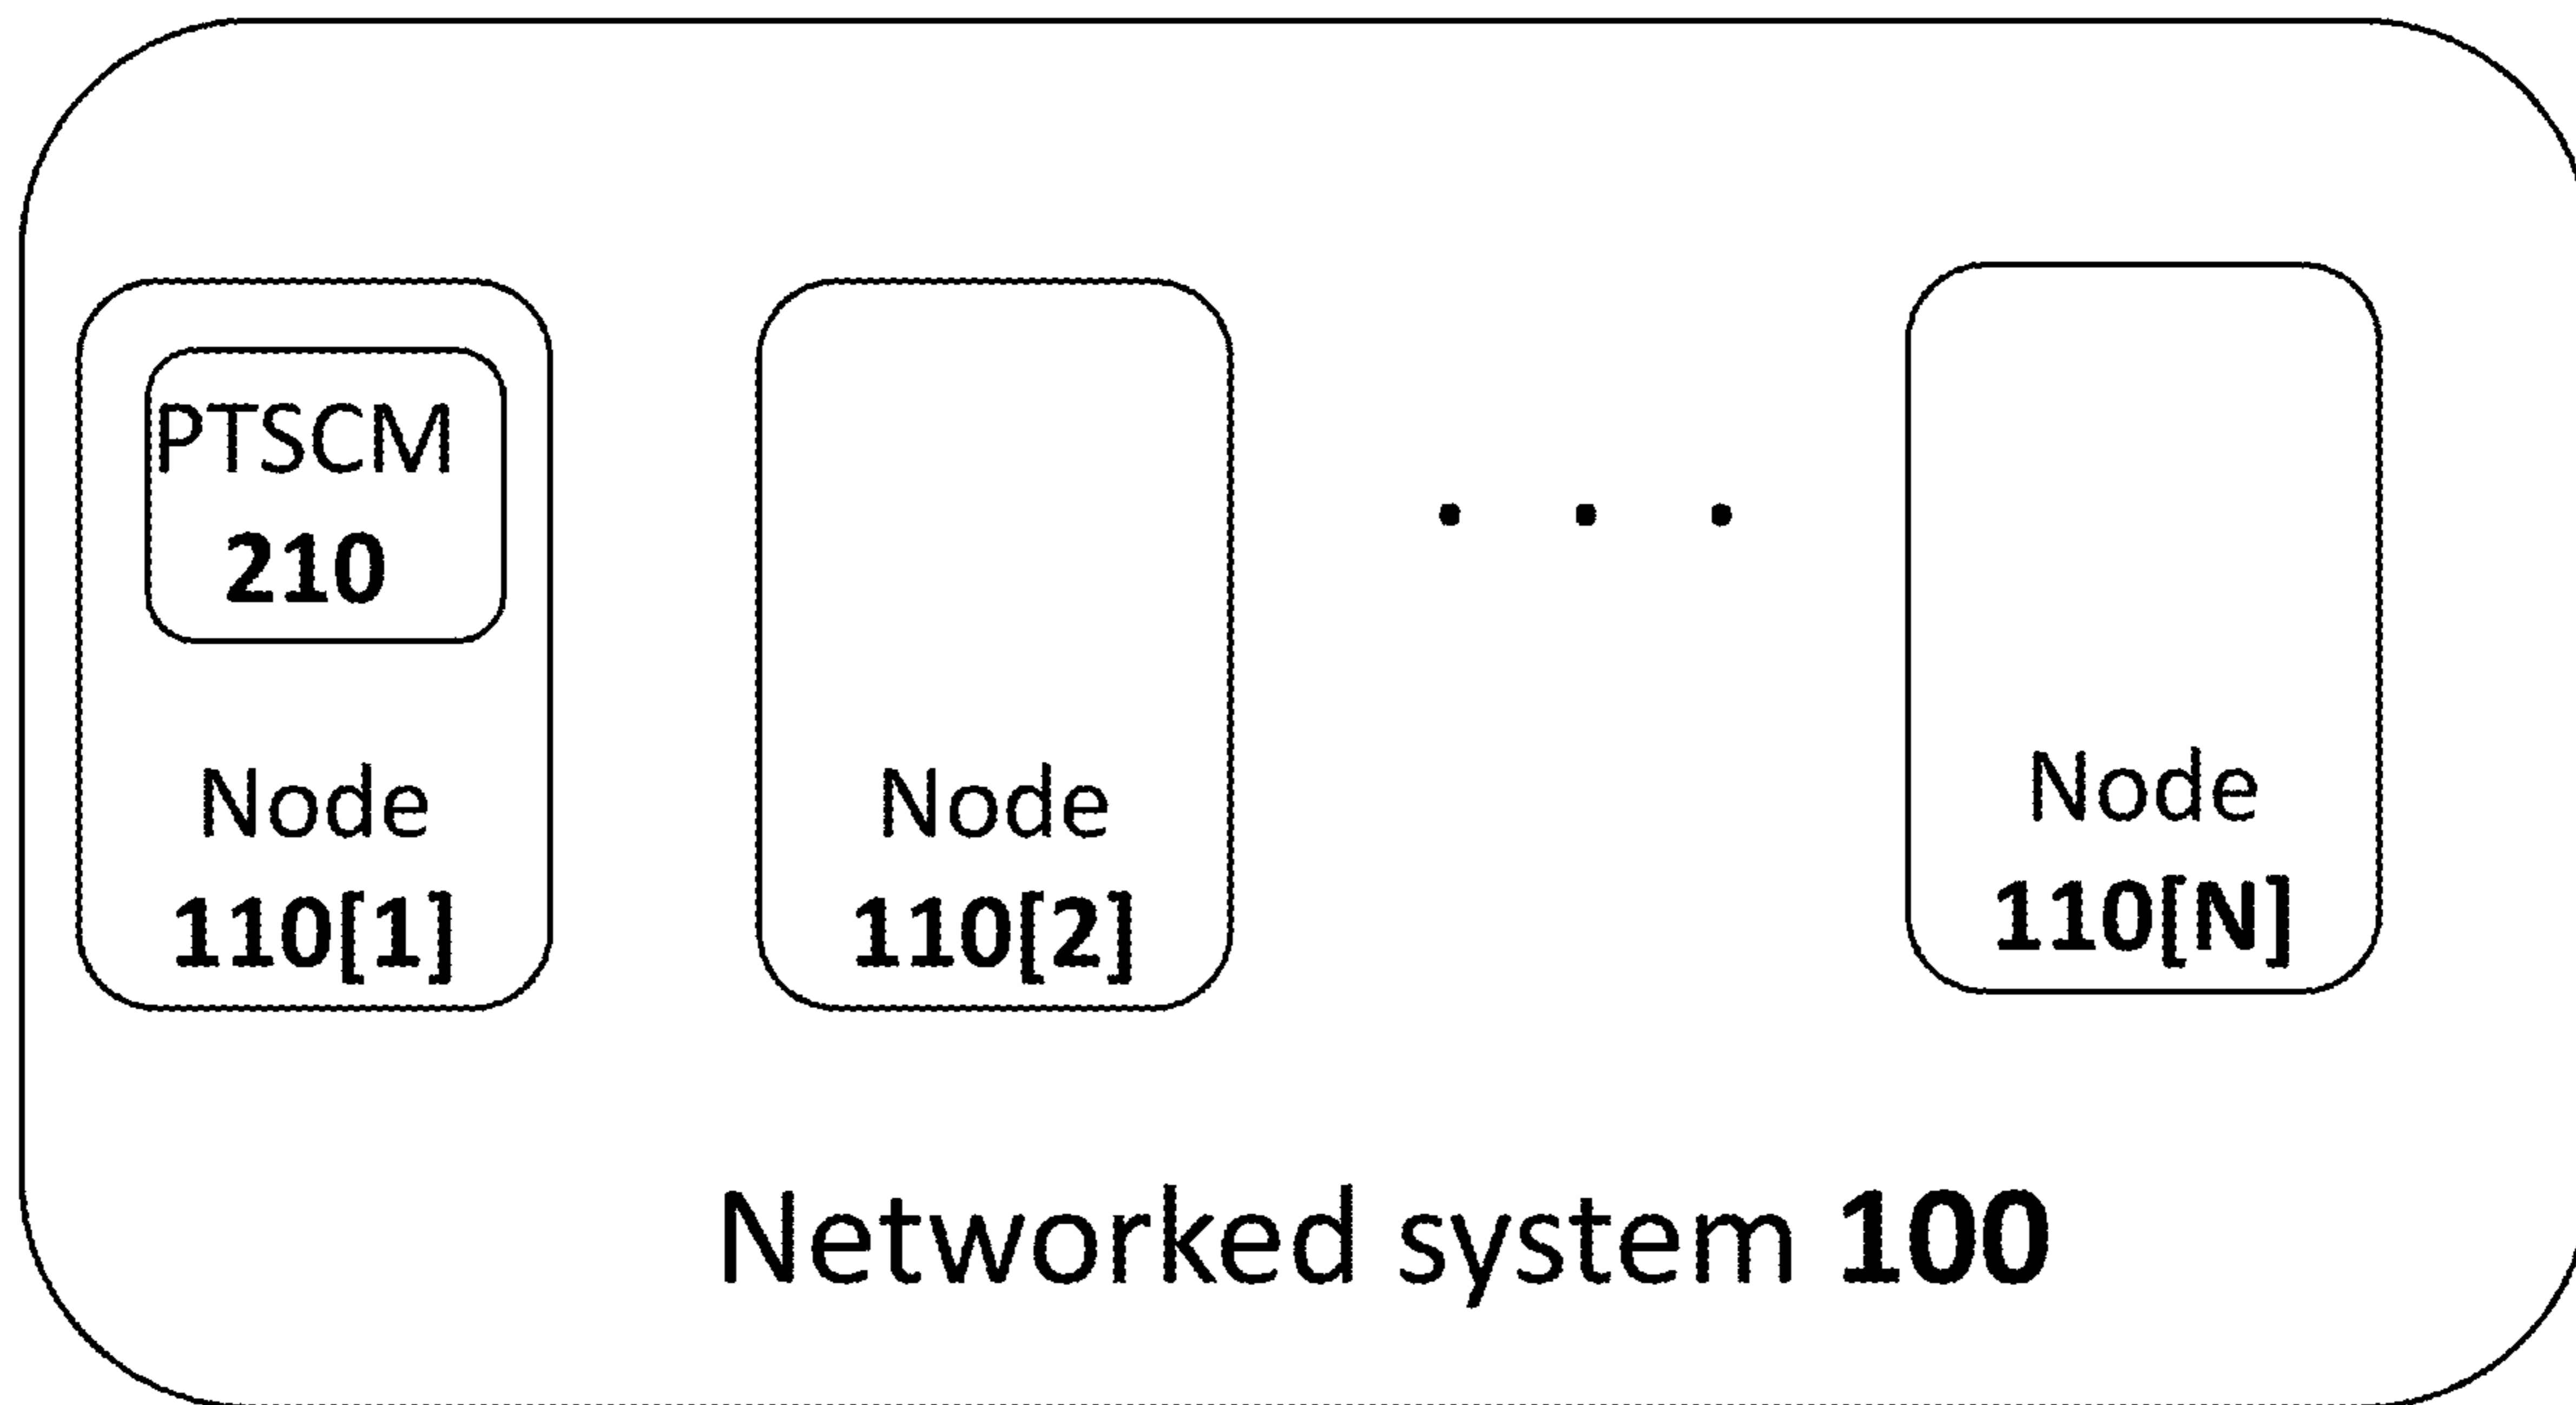 PTSCM
210
Node
110[1]
Node
110[2]
. . .
Node
110[N]
Networked system 100